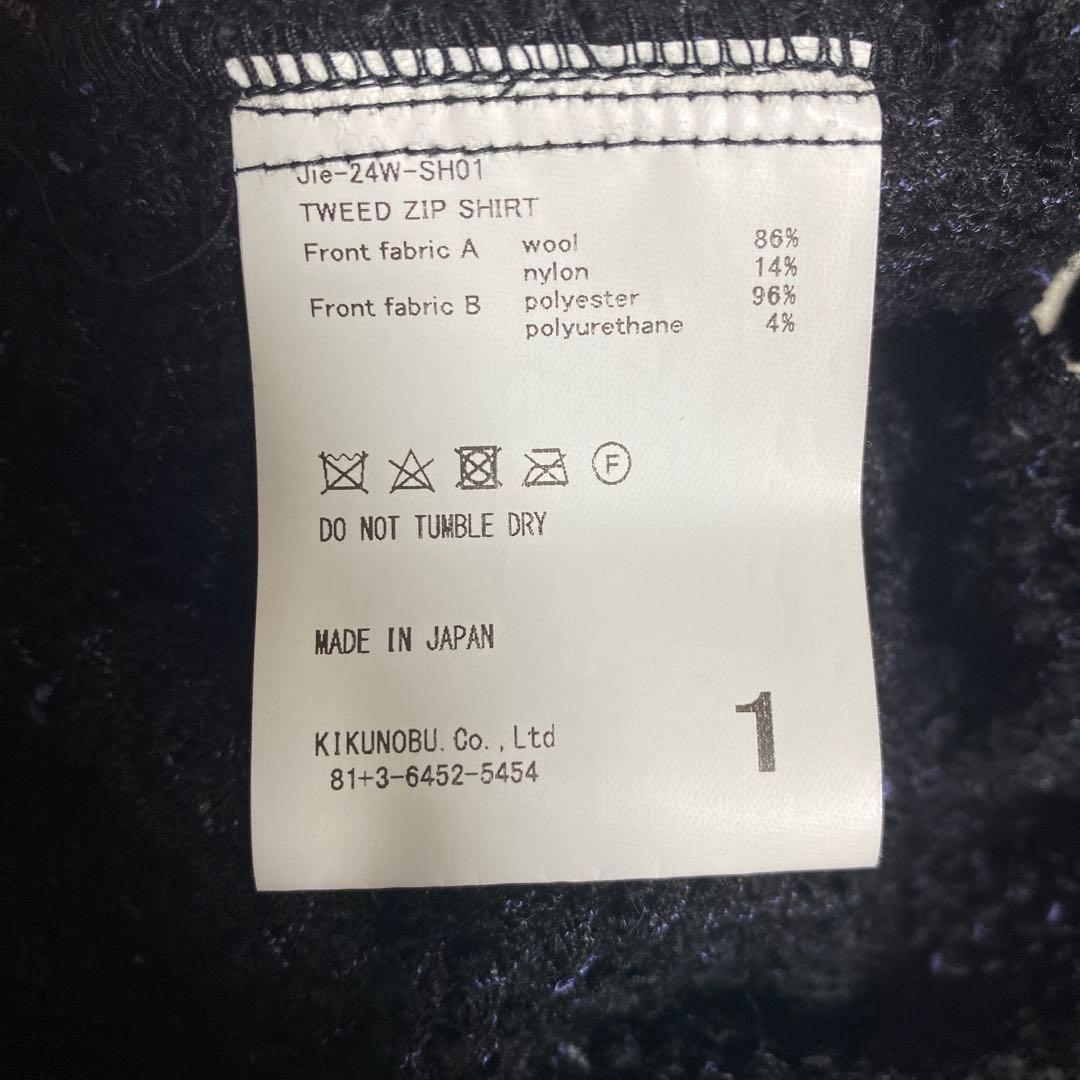 Jie-24W-SH01
TWEED ZIP SHIRT
Front fabric A wool 86%
nylon 14%
Front fabric B polyester 96%
polyurethane 4%
F
DO NOT TUMBLE DRY
MADE IN JAPAN
KIKUNOBU. Co.,Ltd
81+3-6452-5454
1